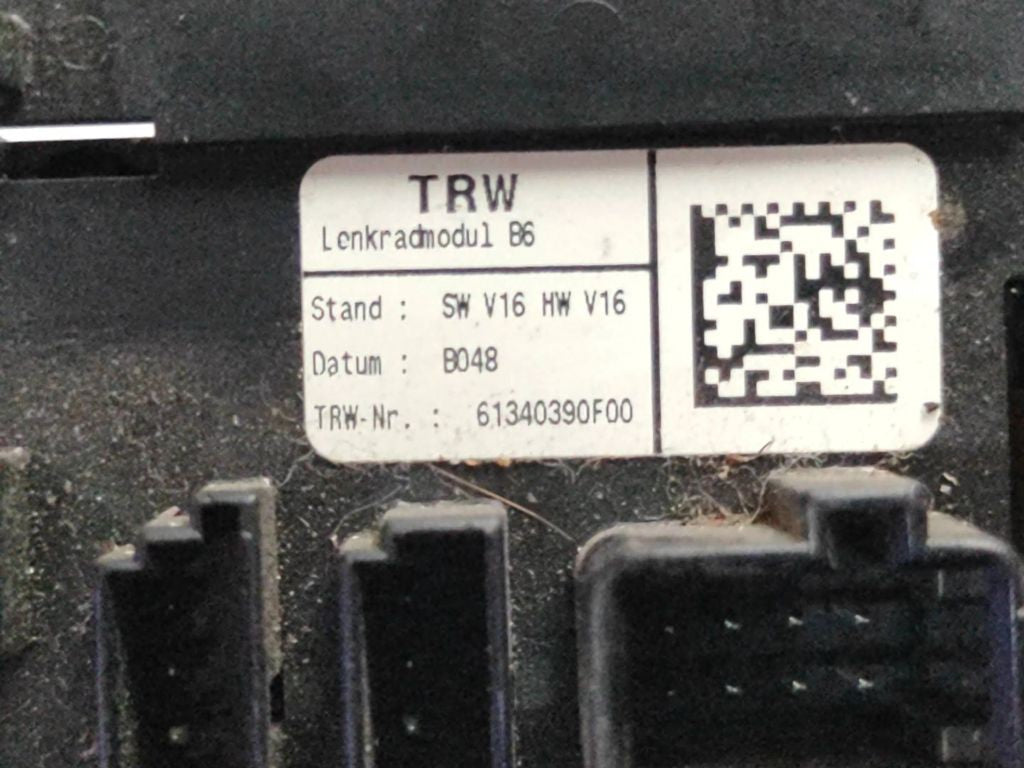 TRW
Lenkradmodul B6
Stand : SW V16 HW V16
Datum : B048
TRW-Nr. : 61340390F00